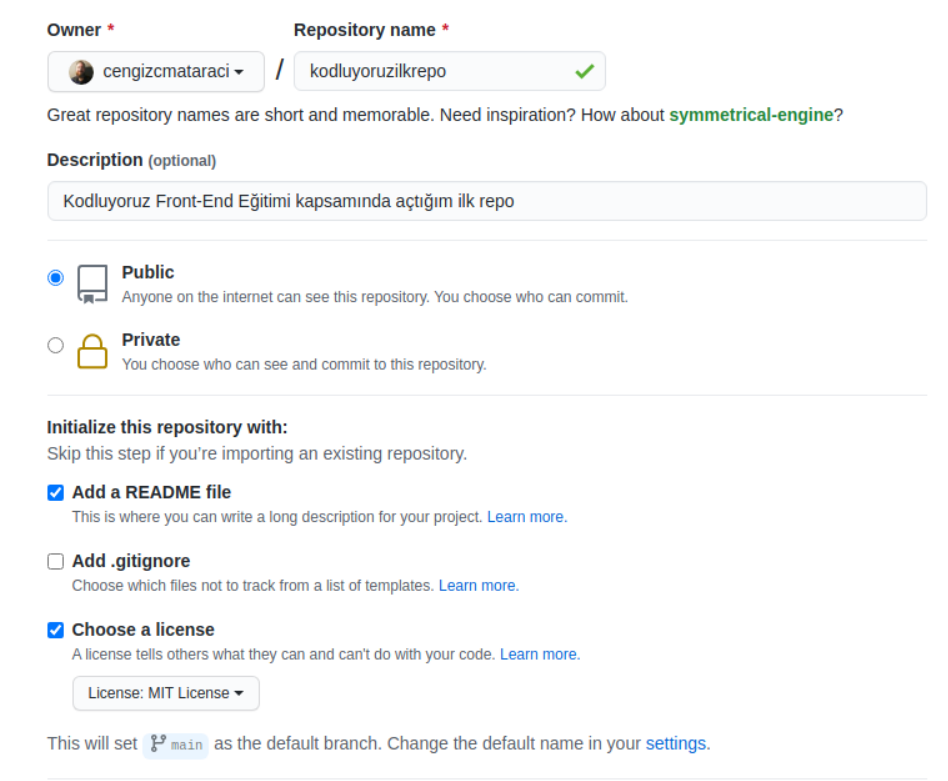 Owner * Repository name *
cengizcmataraci / kodluyoruzilkrepo
Great repository names are short and memorable. Need inspiration? How about symmetrical-engine?
Description (optional)
Kodluyoruz Front-End Eğitimi kapsamında açtığım ilk repo
Public
Anyone on the internet can see this repository. You choose who can commit.
Private
You choose who can see and commit to this repository.
Initialize this repository with:
Skip this step if you’re importing an existing repository.
Add a README file
This is where you can write a long description for your project. Learn more.
Add .gitignore
Choose which files not to track from a list of templates. Learn more.
Choose a license
A license tells others what they can and can't do with your code. Learn more.
License: MIT License
This will set main as the default branch. Change the default name in your settings.